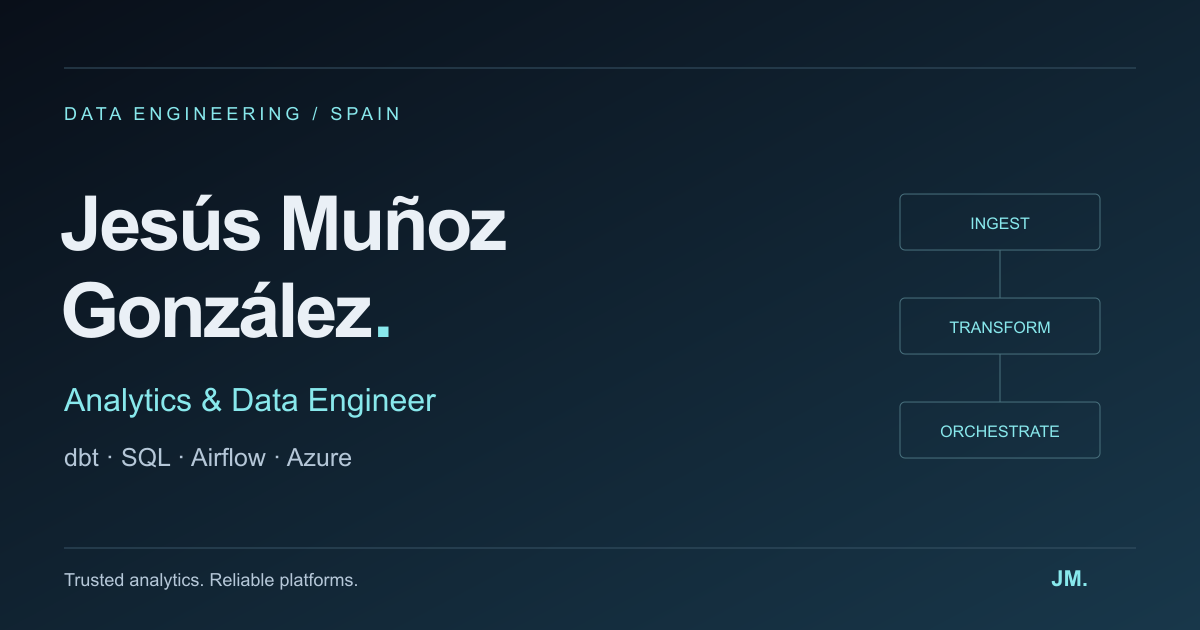 DATA ENGINEERING / SPAIN
Jesús Muñoz
González.
Analytics & Data Engineer
dbt · SQL · Airflow · Azure
INGEST
TRANSFORM
ORCHESTRATE
Trusted analytics. Reliable platforms.
JM.